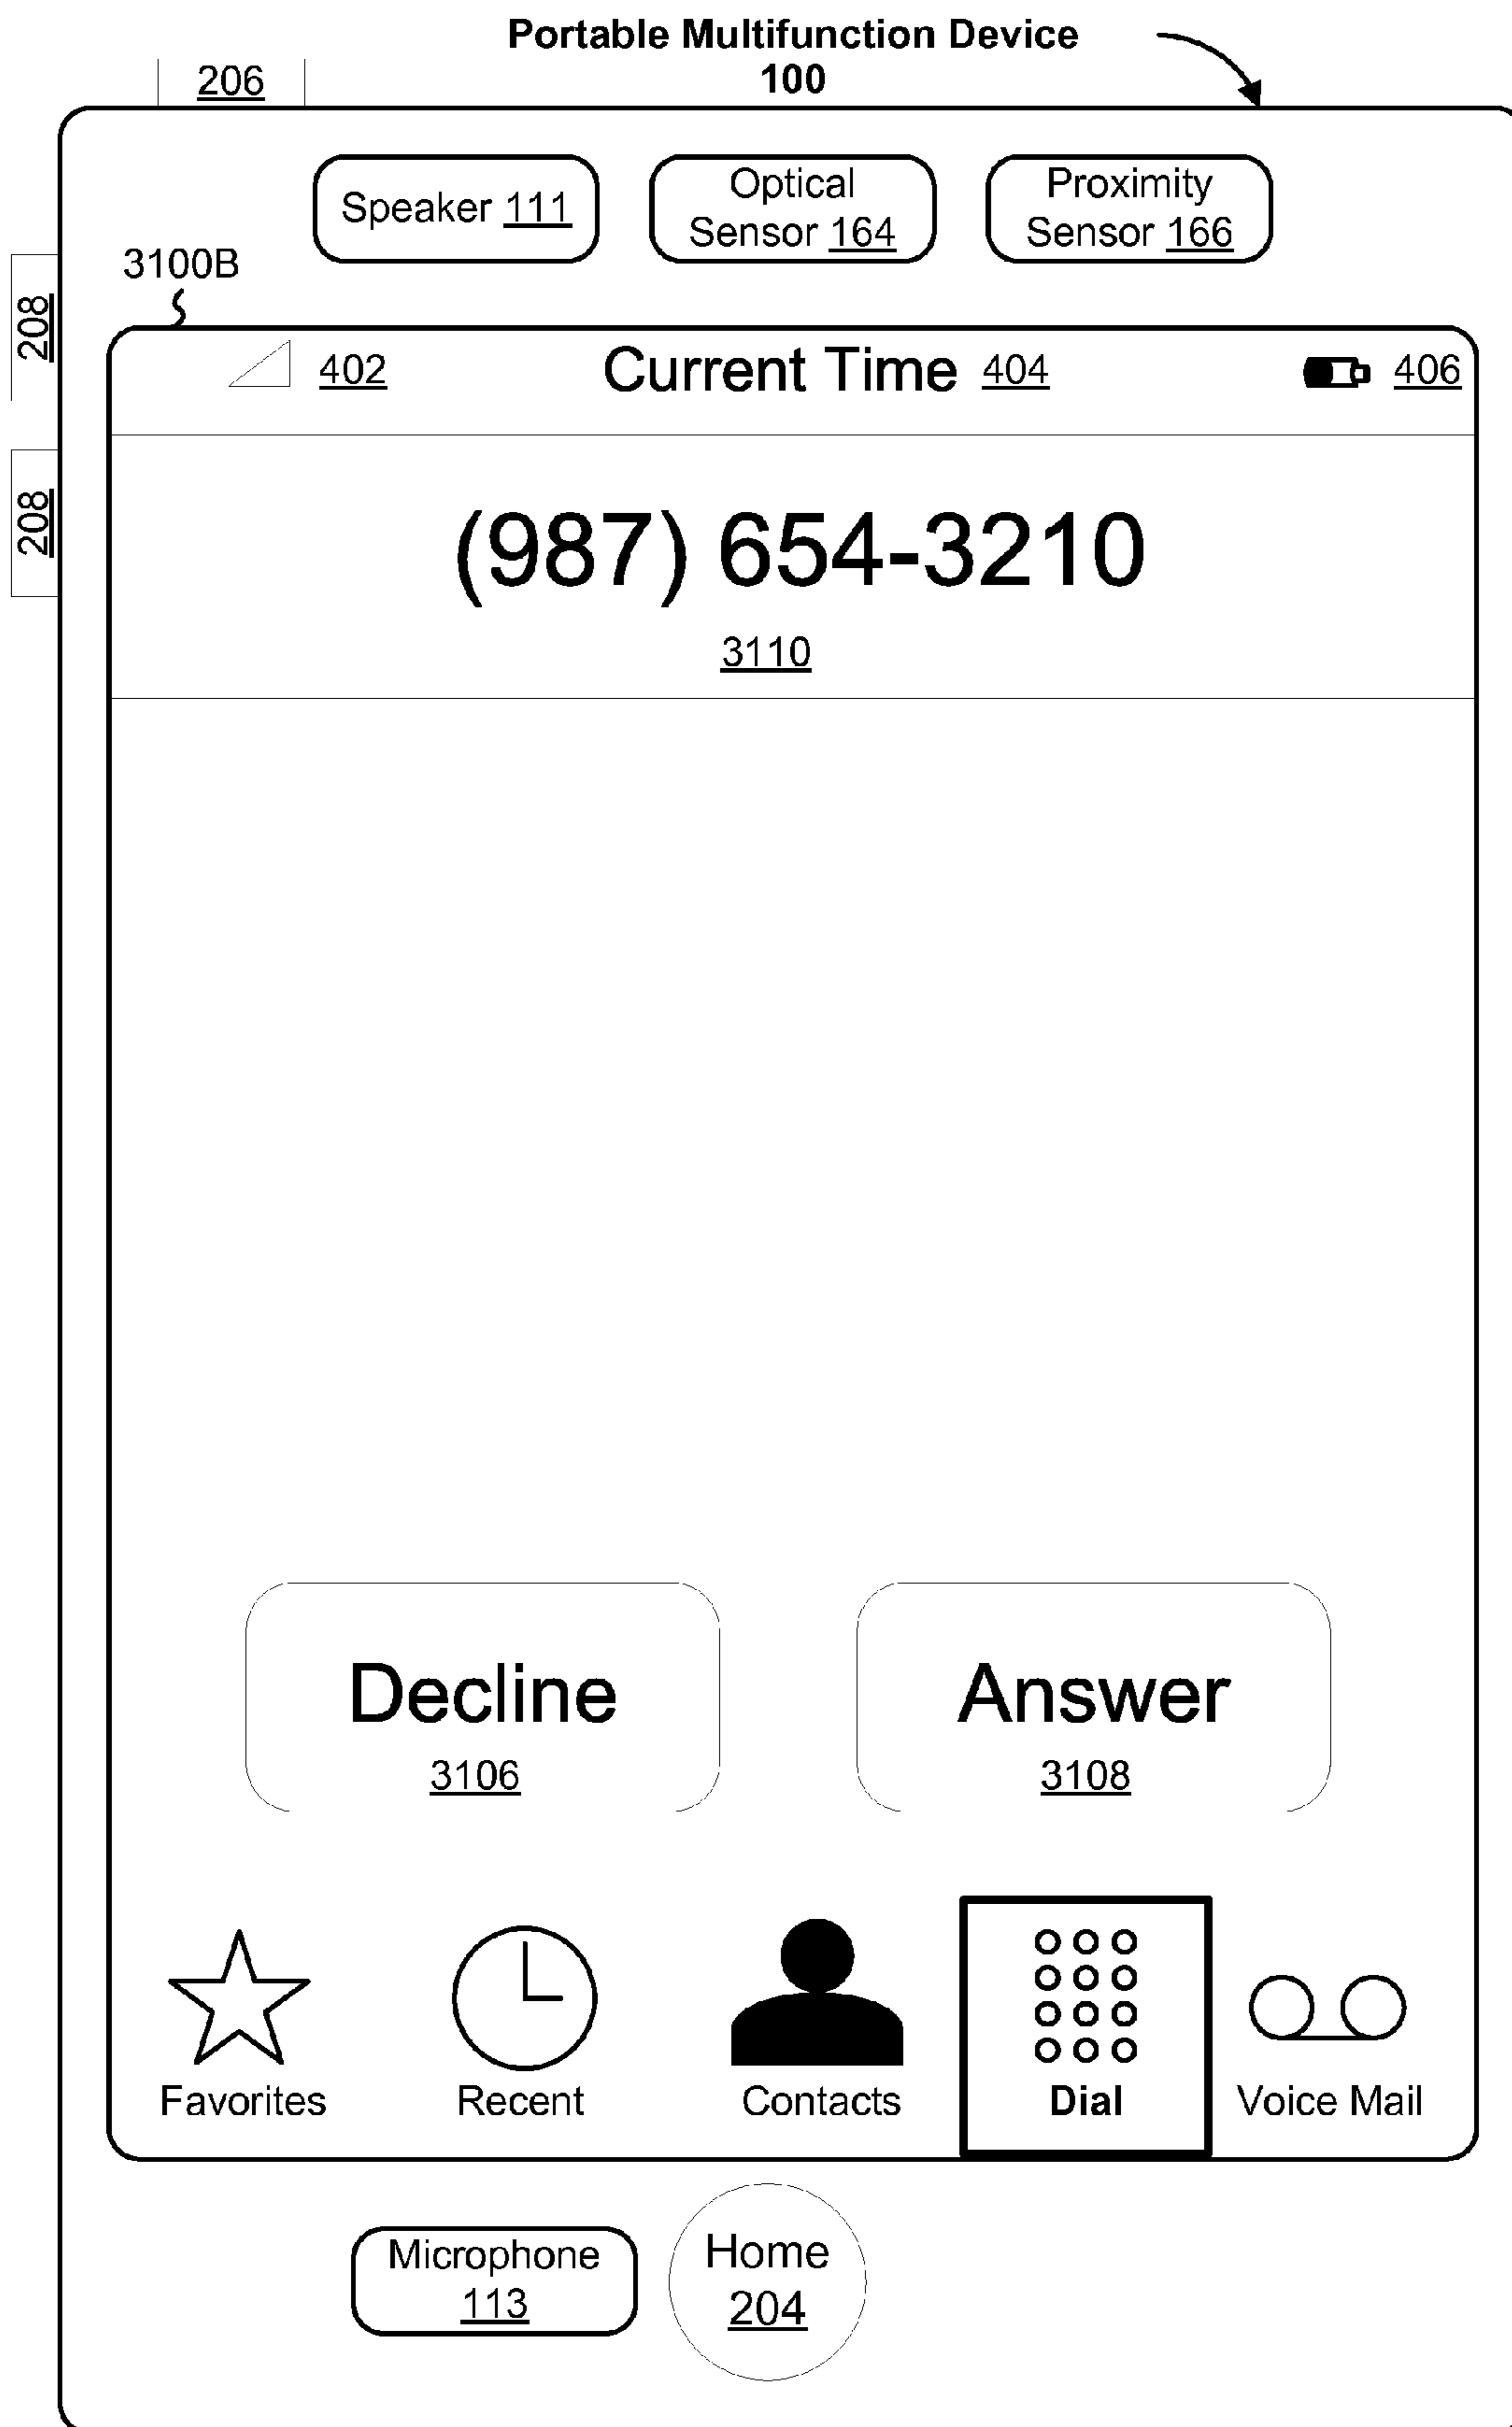 Portable Multifunction Device
100
206
Speaker 111
Optical
Sensor 164
Proximity
Sensor 166
3100B
208
402
Current Time 404
406
208
(987) 654-3210
3110
Decline
3106
Answer
3108
Favorites
Recent
Contacts
Dial
Voice Mail
Microphone
113
Home
204